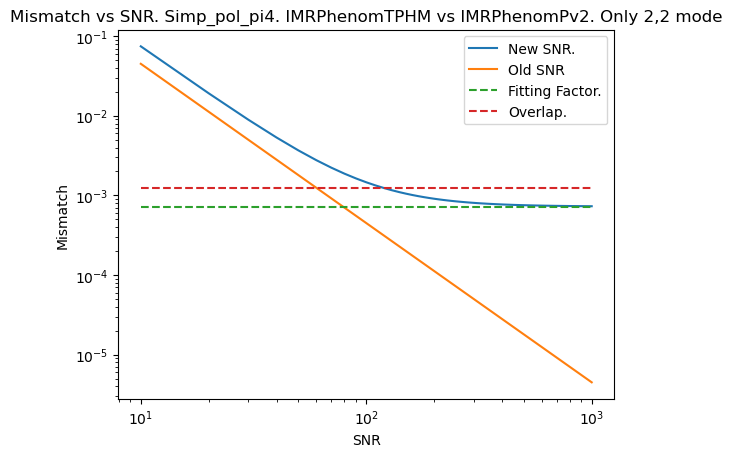 Mismatch vs SNR. Simp_pol_pi4. IMRPhenomTPHM vs IMRPhenomPv2. Only 2,2 mode
New SNR.
Old SNR
Fitting Factor.
Overlap.
Mismatch
10⁻¹
10⁻²
10⁻³
10⁻⁴
10⁻⁵
10¹
10²
10³
SNR